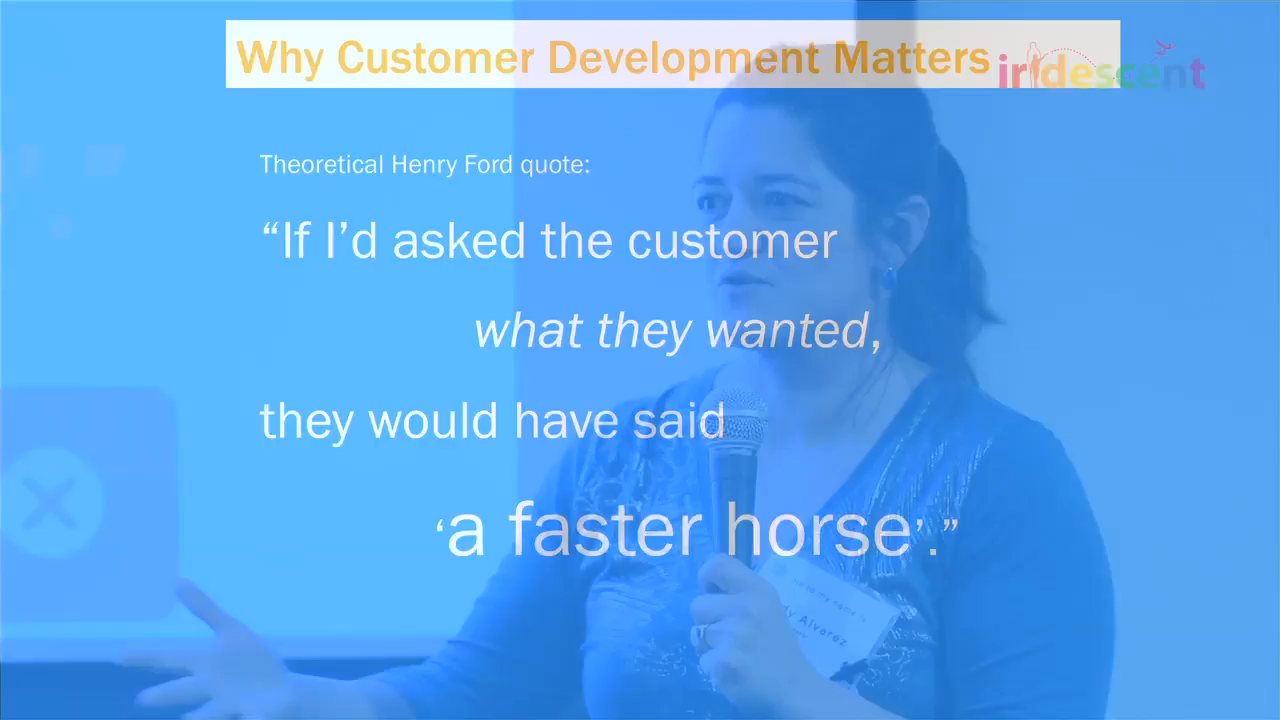 Why Customer Development Matters
iridescent
Theoretical Henry Ford quote:
“If I’d asked the customer
what they wanted,
they would have said
‘a faster horse’.”
Alvarez